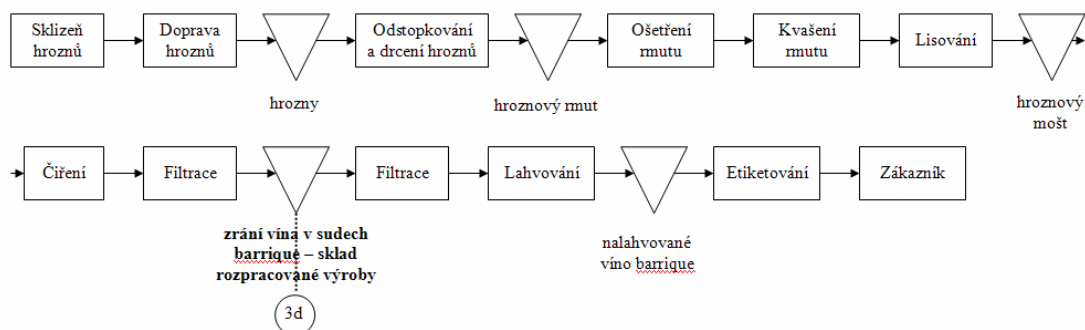 Sklizeň
hroznů
Doprava
hroznů
hrozny
Odstopkování
a drcení hroznů
hroznový rmut
Ošetření
rmutu
Kvašení
rmutu
Lisování
hroznový
mošt
Čiření
Filtrace
zrání vína v sudech
barrique – sklad
rozpracované výroby
3d
Filtrace
Lahvování
nalahvované
víno barrique
Etiketování
Zákazník